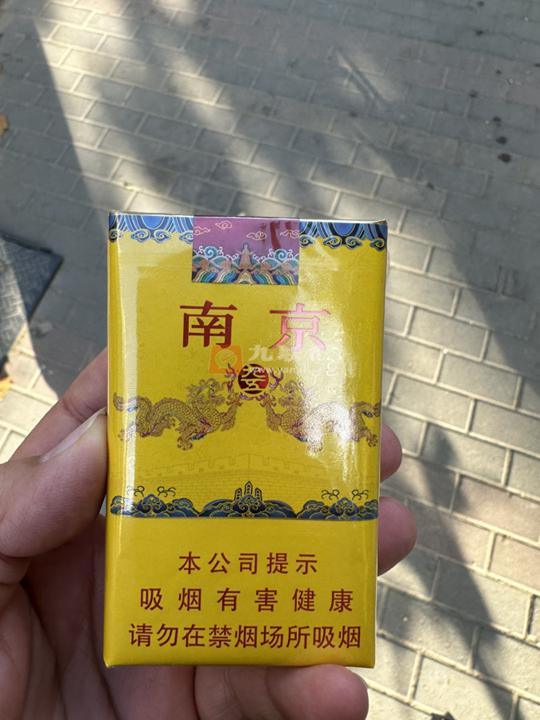 南京
本公司提示
吸烟有害健康
请勿在禁烟场所吸烟